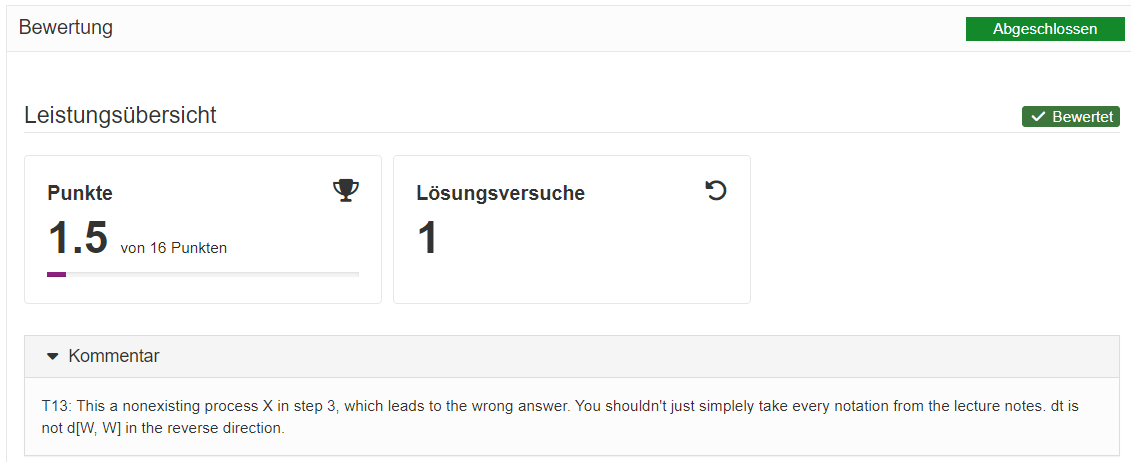 Bewertung
Abgeschlossen
Leistungsübersicht
Bewertet
Punkte
1.5 von 16 Punkten
Lösungsversuche
1
Kommentar
T13: This a nonexisting process X in step 3, which leads to the wrong answer. You shouldn't just simplely take every notation from the lecture notes. dt is
not d[W, W] in the reverse direction.